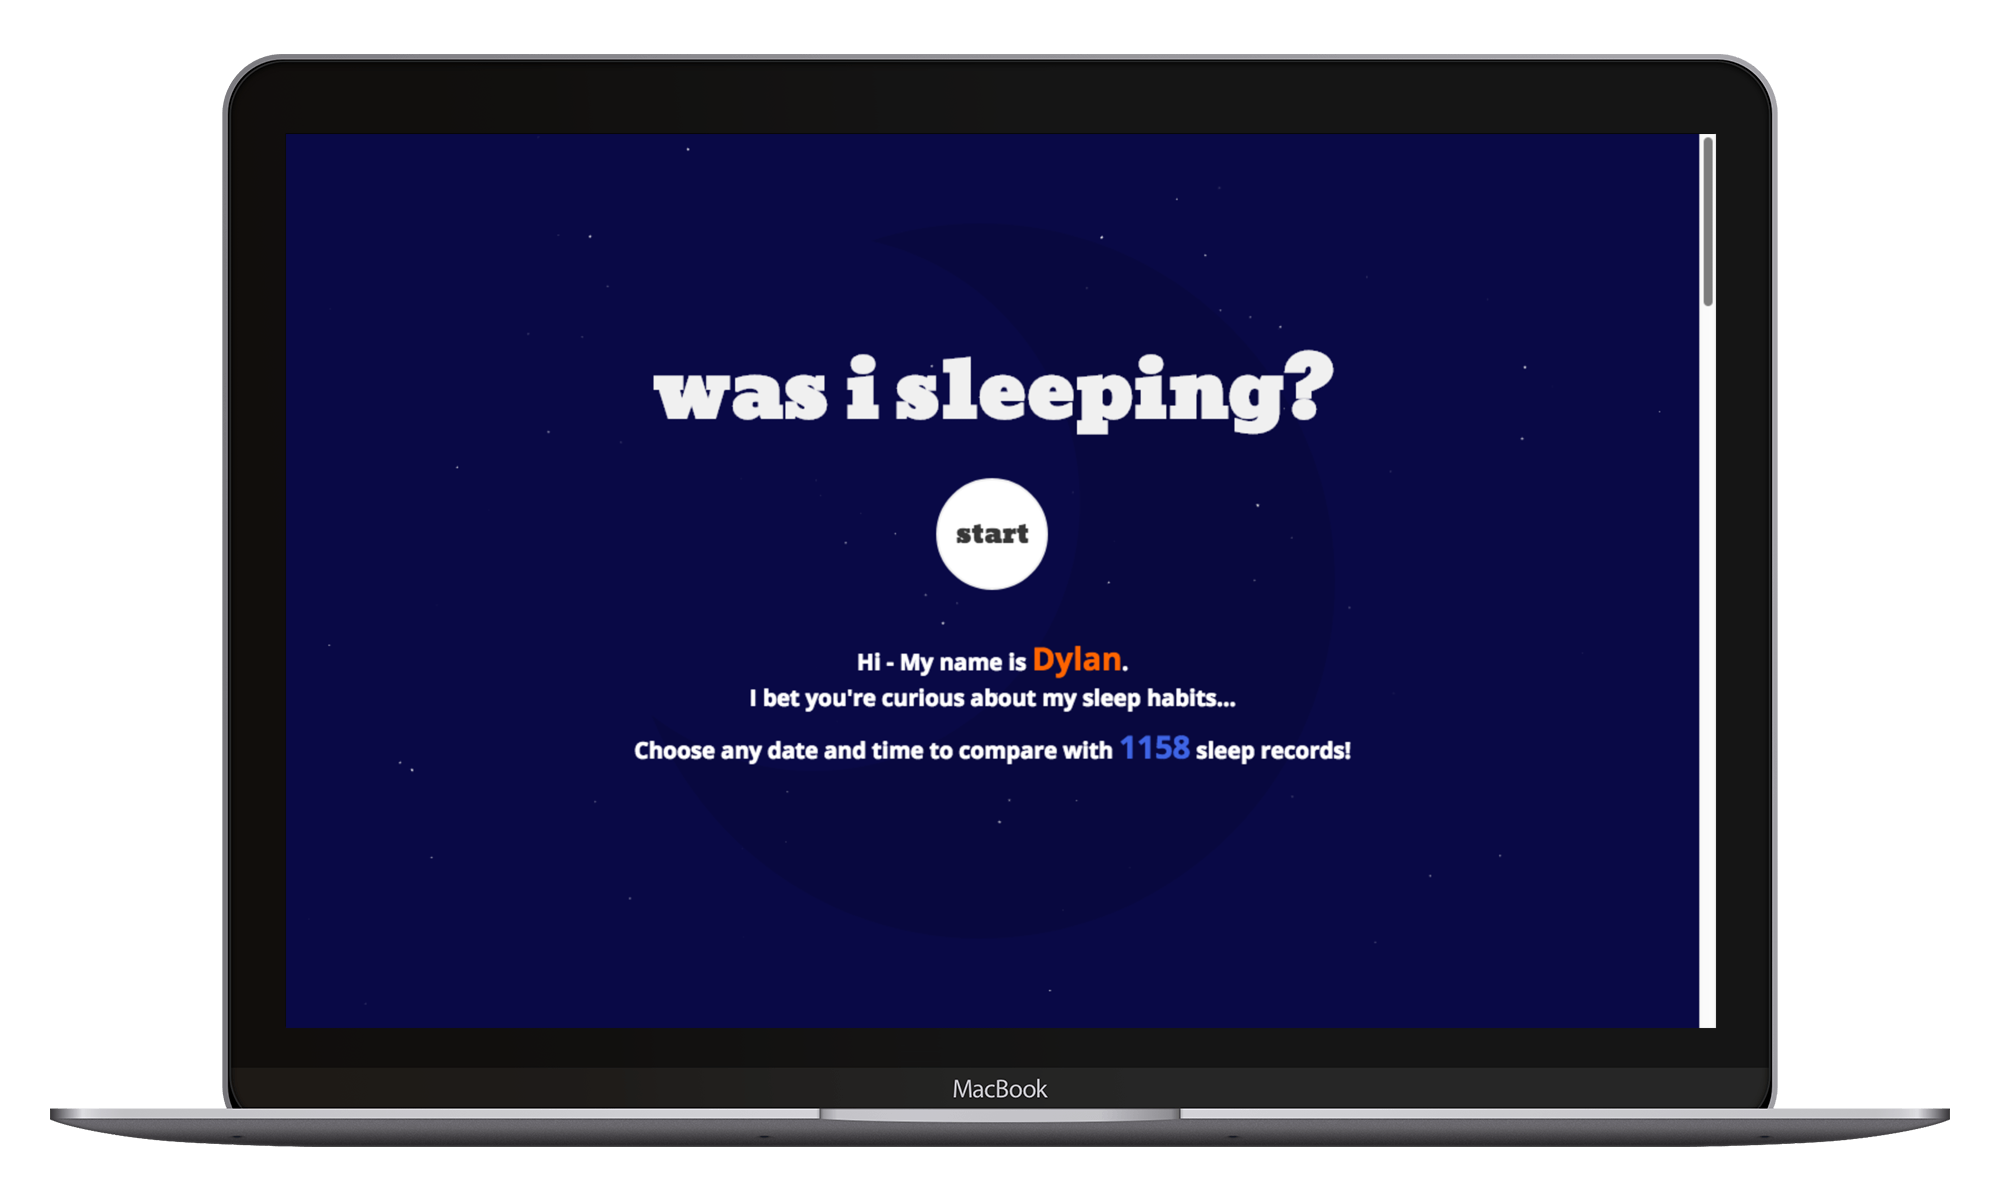 was i sleeping?
start
Hi - My name is Dylan.
I bet you're curious about my sleep habits...
Choose any date and time to compare with 1158 sleep records!
MacBook